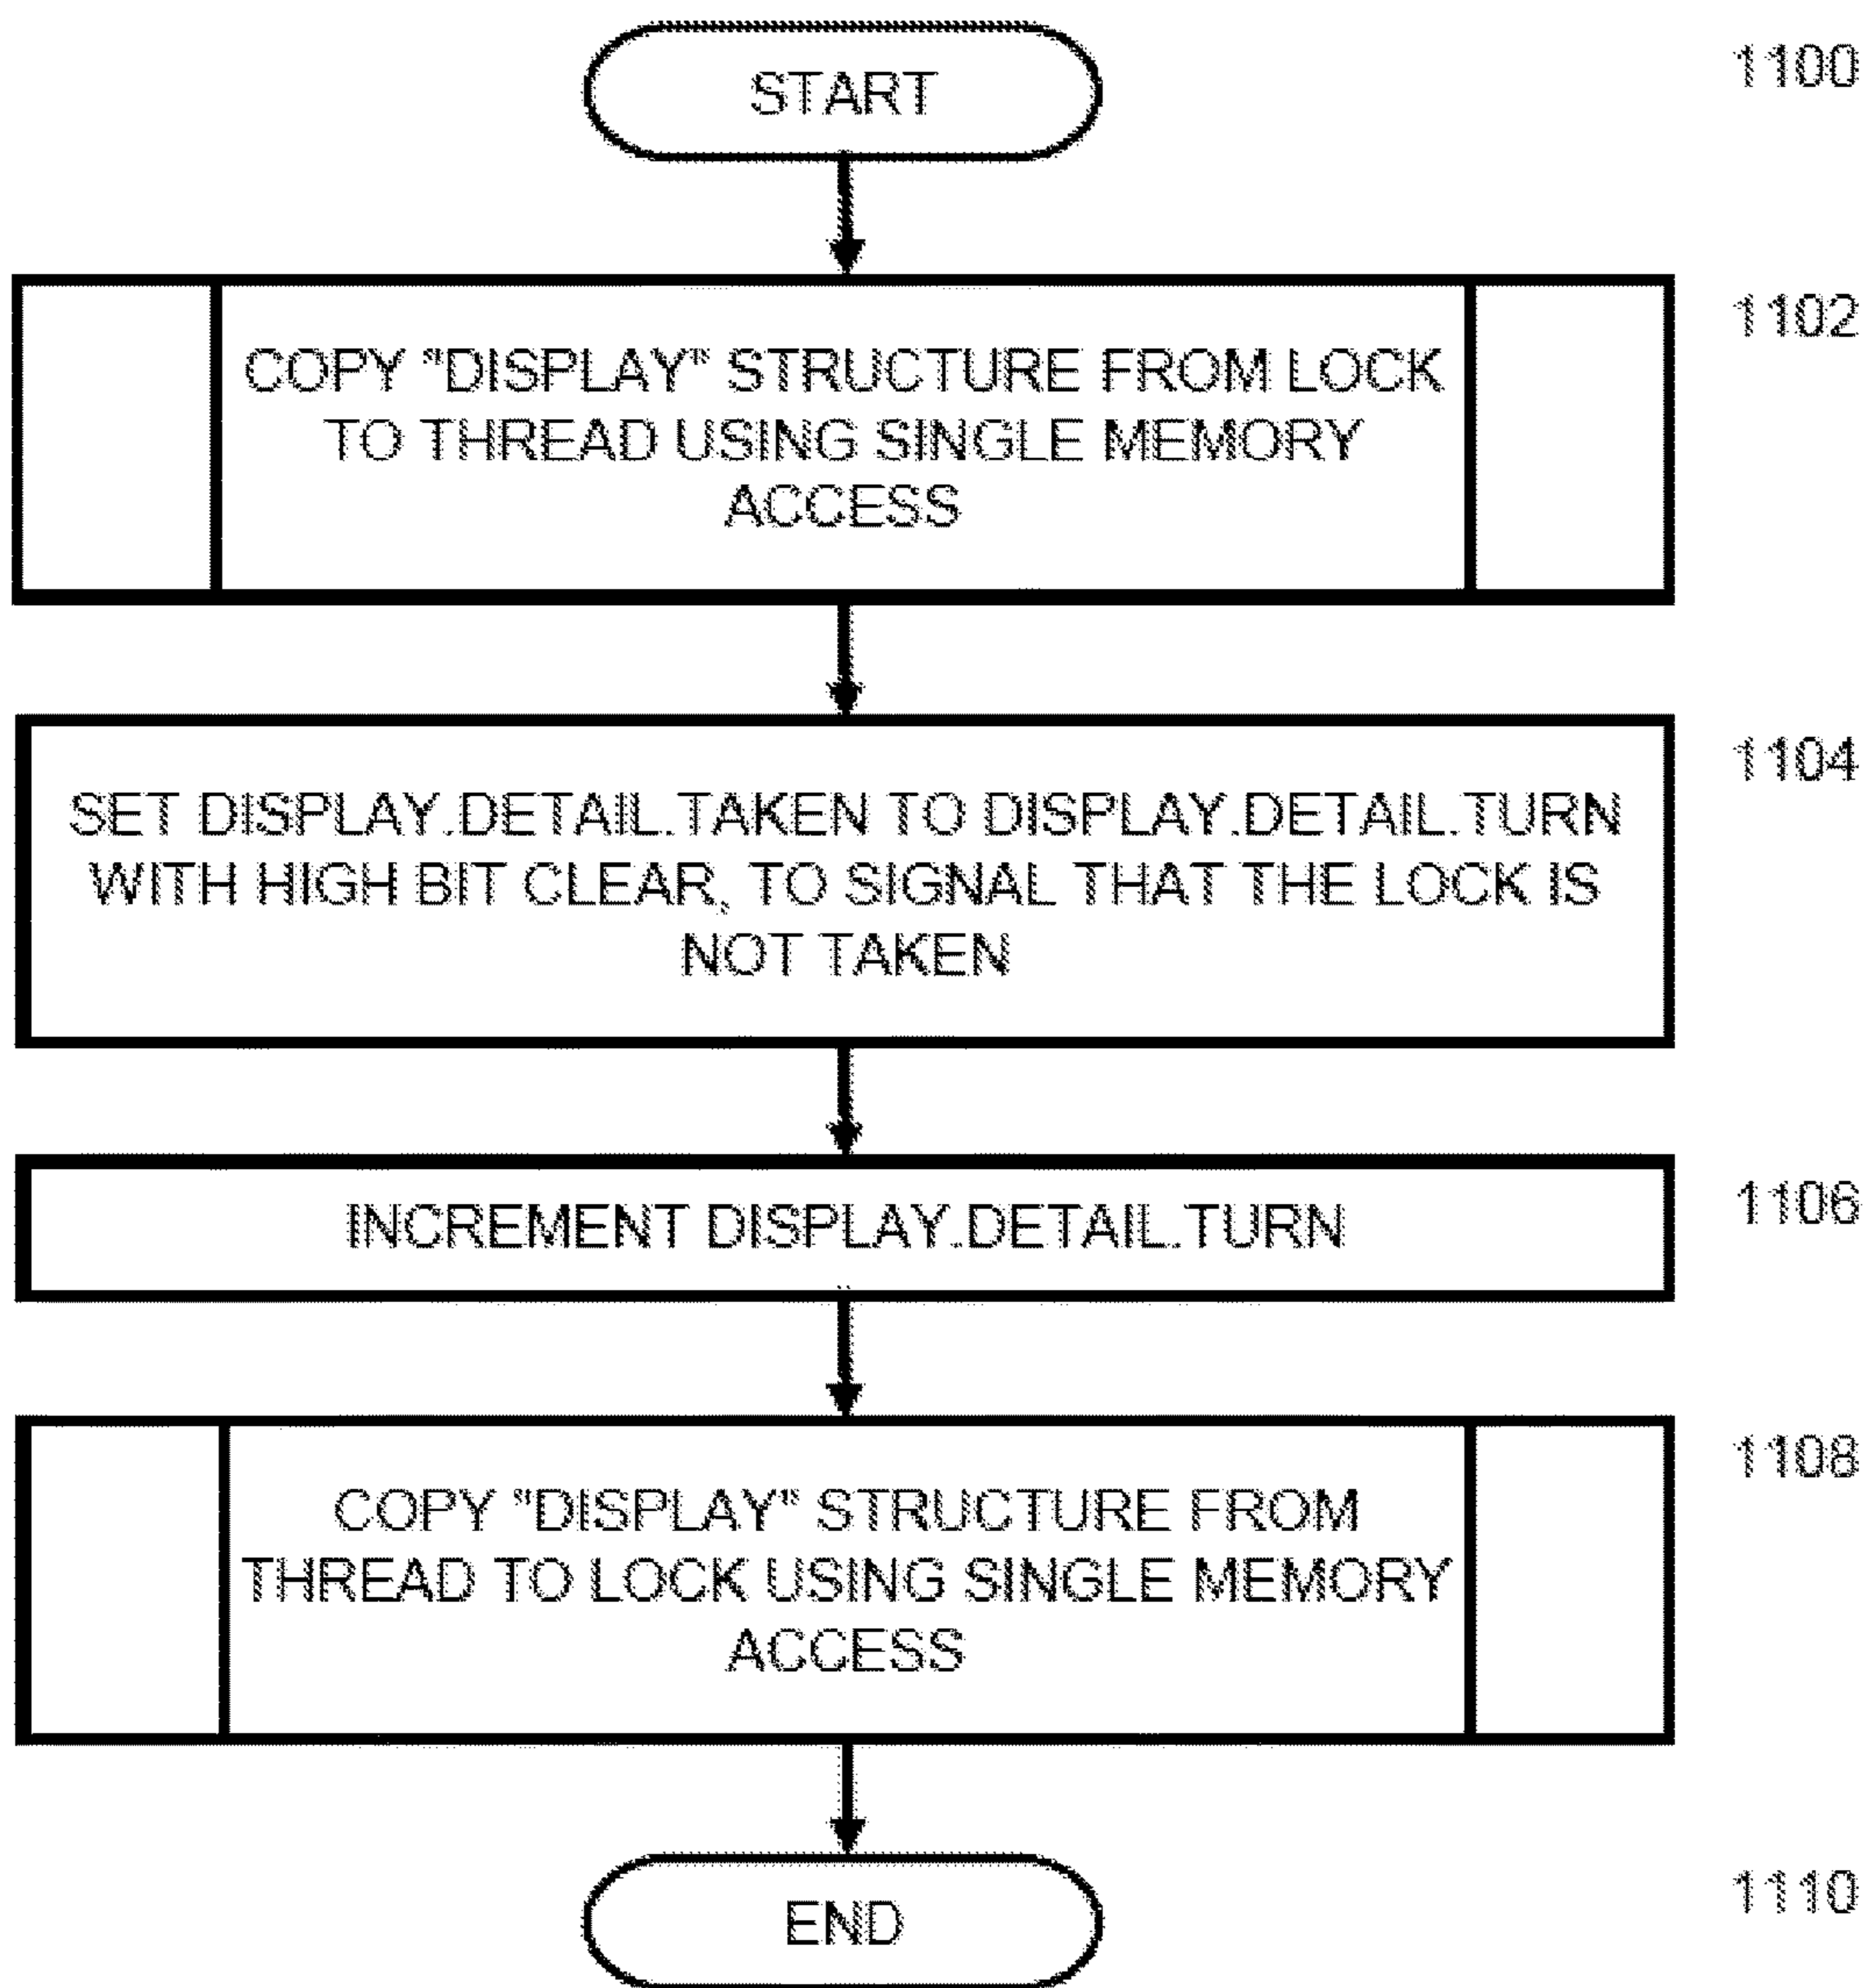 START
1100
1102
COPY "DISPLAY" STRUCTURE FROM LOCK
TO THREAD USING SINGLE MEMORY
ACCESS
1104
SET DISPLAY.DETAIL.TAKEN TO DISPLAY.DETAIL.TURN
WITH HIGH BIT CLEAR, TO SIGNAL THAT THE LOCK IS
NOT TAKEN
1106
INCREMENT DISPLAY.DETAIL.TURN
1108
COPY "DISPLAY" STRUCTURE FROM
THREAD TO LOCK USING SINGLE MEMORY
ACCESS
1110
END